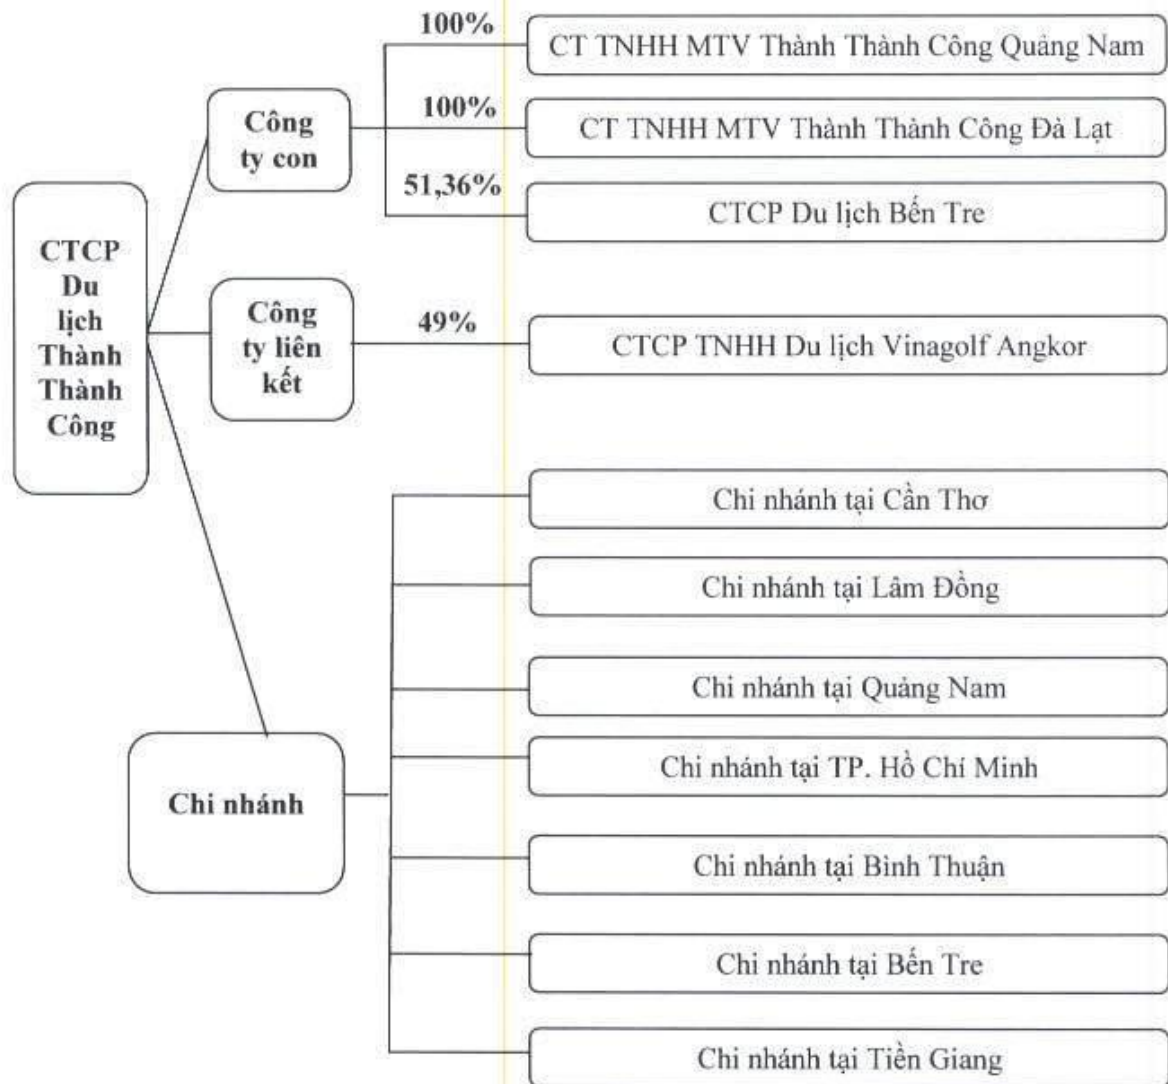 CTCP
Du
lịch
Thành
Thành
Công
Công
ty con
100%
CT TNHH MTV Thành Thành Công Quảng Nam
100%
CT TNHH MTV Thành Thành Công Đà Lạt
51,36%
CTCP Du lịch Bến Tre
Công
ty liên
kết
49%
CTCP TNHH Du lịch Vinagolf Angkor
Chi nhánh
Chi nhánh tại Cần Thơ
Chi nhánh tại Lâm Đồng
Chi nhánh tại Quảng Nam
Chi nhánh tại TP. Hồ Chí Minh
Chi nhánh tại Bình Thuận
Chi nhánh tại Bến Tre
Chi nhánh tại Tiền Giang